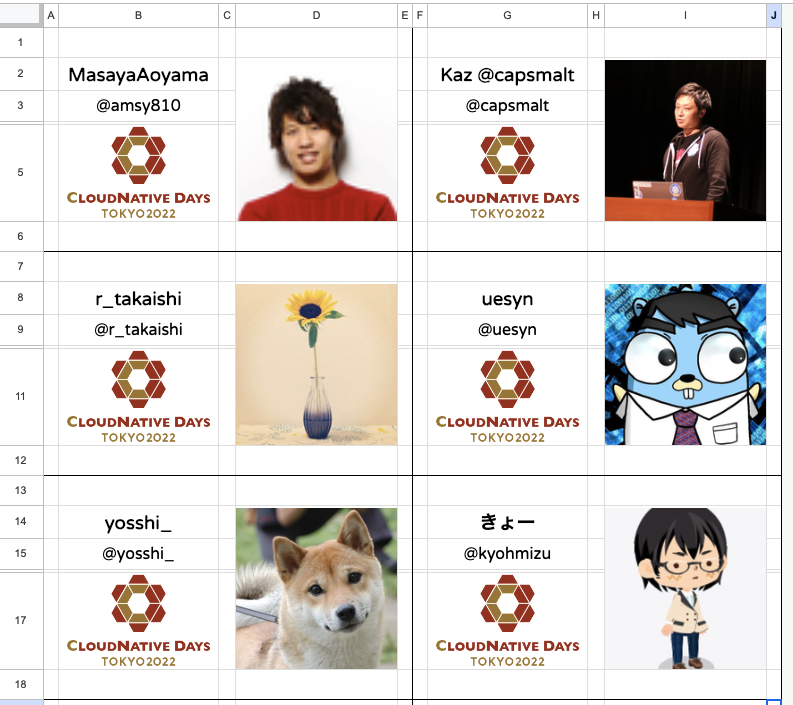 A B C D E F G H I J
1
2 MasayaAoyama Kaz @capsmalt
3 @amsy810 @capsmalt
5 CLOUDNATIVE DAYS CLOUDNATIVE DAYS
TOKYO2022 TOKYO2022
6
7
8 r_takaishi uesyn
9 @r_takaishi @uesyn
11 CLOUDNATIVE DAYS CLOUDNATIVE DAYS
TOKYO2022 TOKYO2022
12
13
14 yosshi_ きょー
15 @yosshi_ @kyohmizu
17 CLOUDNATIVE DAYS CLOUDNATIVE DAYS
TOKYO2022 TOKYO2022
18